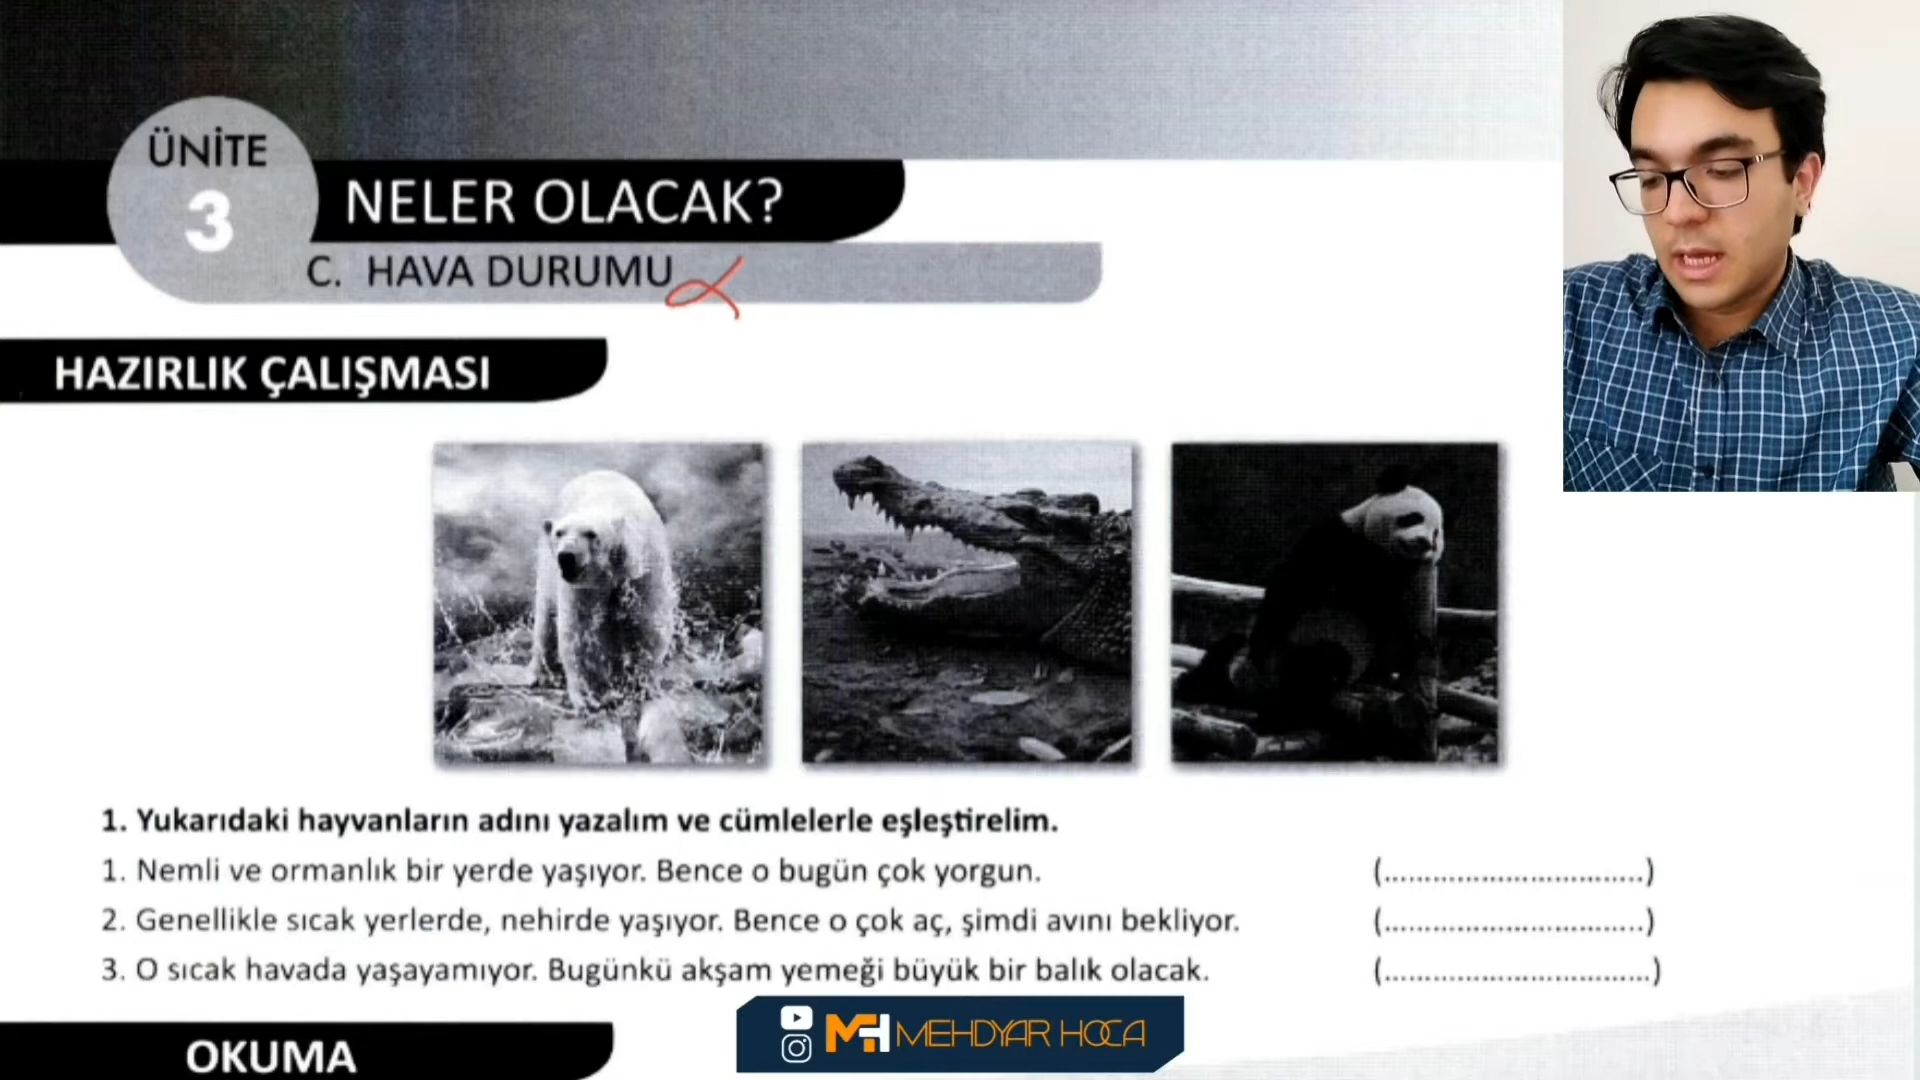 ÜNİTE
3
NELER OLACAK?
C. HAVA DURUMU
HAZIRLIK ÇALIŞMASI
1. Yukarıdaki hayvanların adını yazalım ve cümlelerle eşleştirelim.
1. Nemli ve ormanlık bir yerde yaşıyor. Bence o bugün çok yorgun. (................................)
2. Genellikle sıcak yerlerde, nehirde yaşıyor. Bence o çok aç, şimdi avını bekliyor. (................................)
3. O sıcak havada yaşayamıyor. Bugünkü akşam yemeği büyük bir balık olacak. (.................................)
OKUMA
MH MEHDYAR HOCA